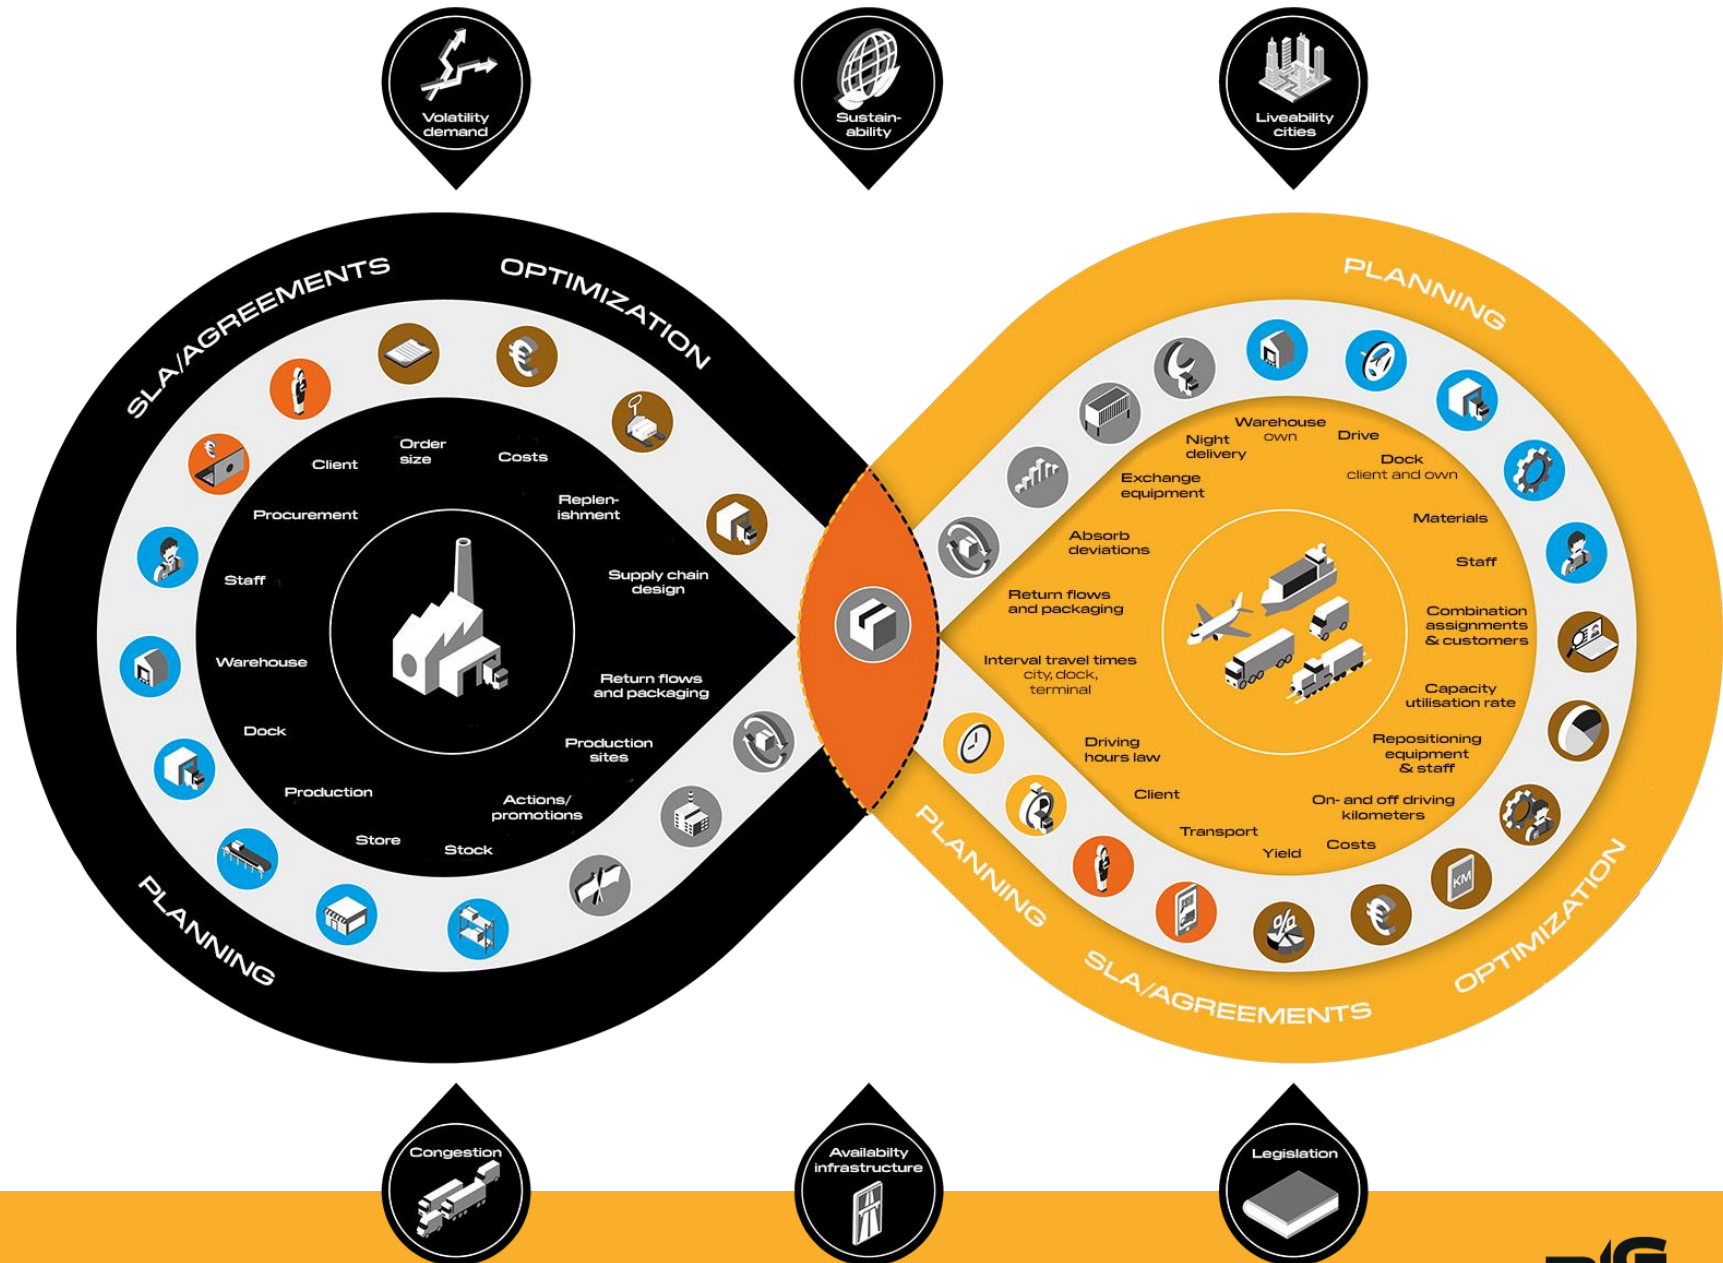 Volatility
demand
Sustain-
ability
Liveability
cities
SLA/AGREEMENTS
OPTIMIZATION
PLANNING
Order
size
Costs
Client
Replen-
ishment
Procurement
Supply chain
design
Staff
Warehouse
Return flows
and packaging
Dock
Production
sites
Production
Actions/
promotions
Store
Stock
PLANNING
Warehouse
own
Drive
Night
delivery
Dock
client and own
Exchange
equipment
Materials
Absorb
deviations
Staff
Return flows
and packaging
Combination
assignments
& customers
Interval travel times
city, dock,
terminal
Capacity
utilisation rate
Driving
hours law
Repositioning
equipment
& staff
Client
On- and off driving
kilometers
Transport
Yield
Costs
KM
PLANNING
SLA/AGREEMENTS
OPTIMIZATION
Congestion
Availabilty
infrastructure
Legislation